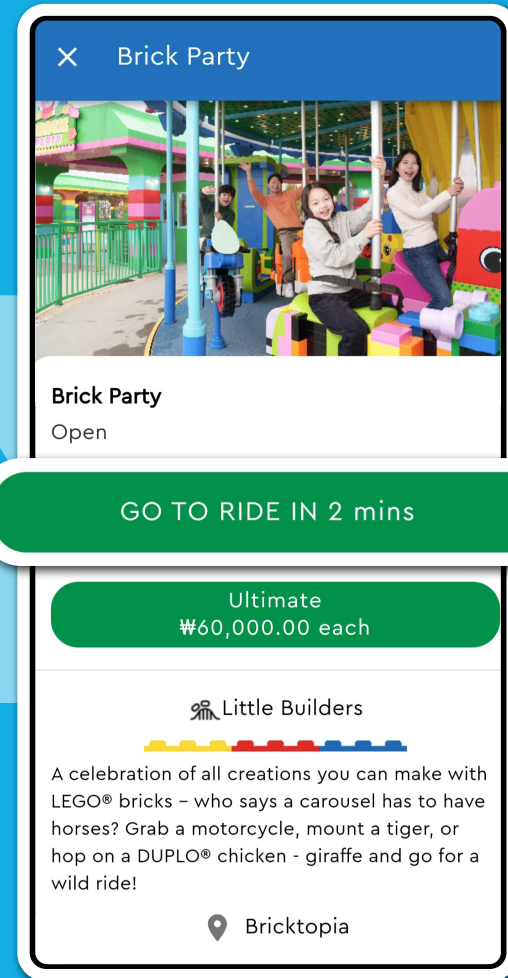 Brick Party
Brick Party
Open
GO TO RIDE IN 2 mins
Ultimate
₩60,000.00 each
Little Builders
A celebration of all creations you can make with
LEGO® bricks – who says a carousel has to have
horses? Grab a motorcycle, mount a tiger, or
hop on a DUPLO® chicken - giraffe and go for a
wild ride!
Bricktopia